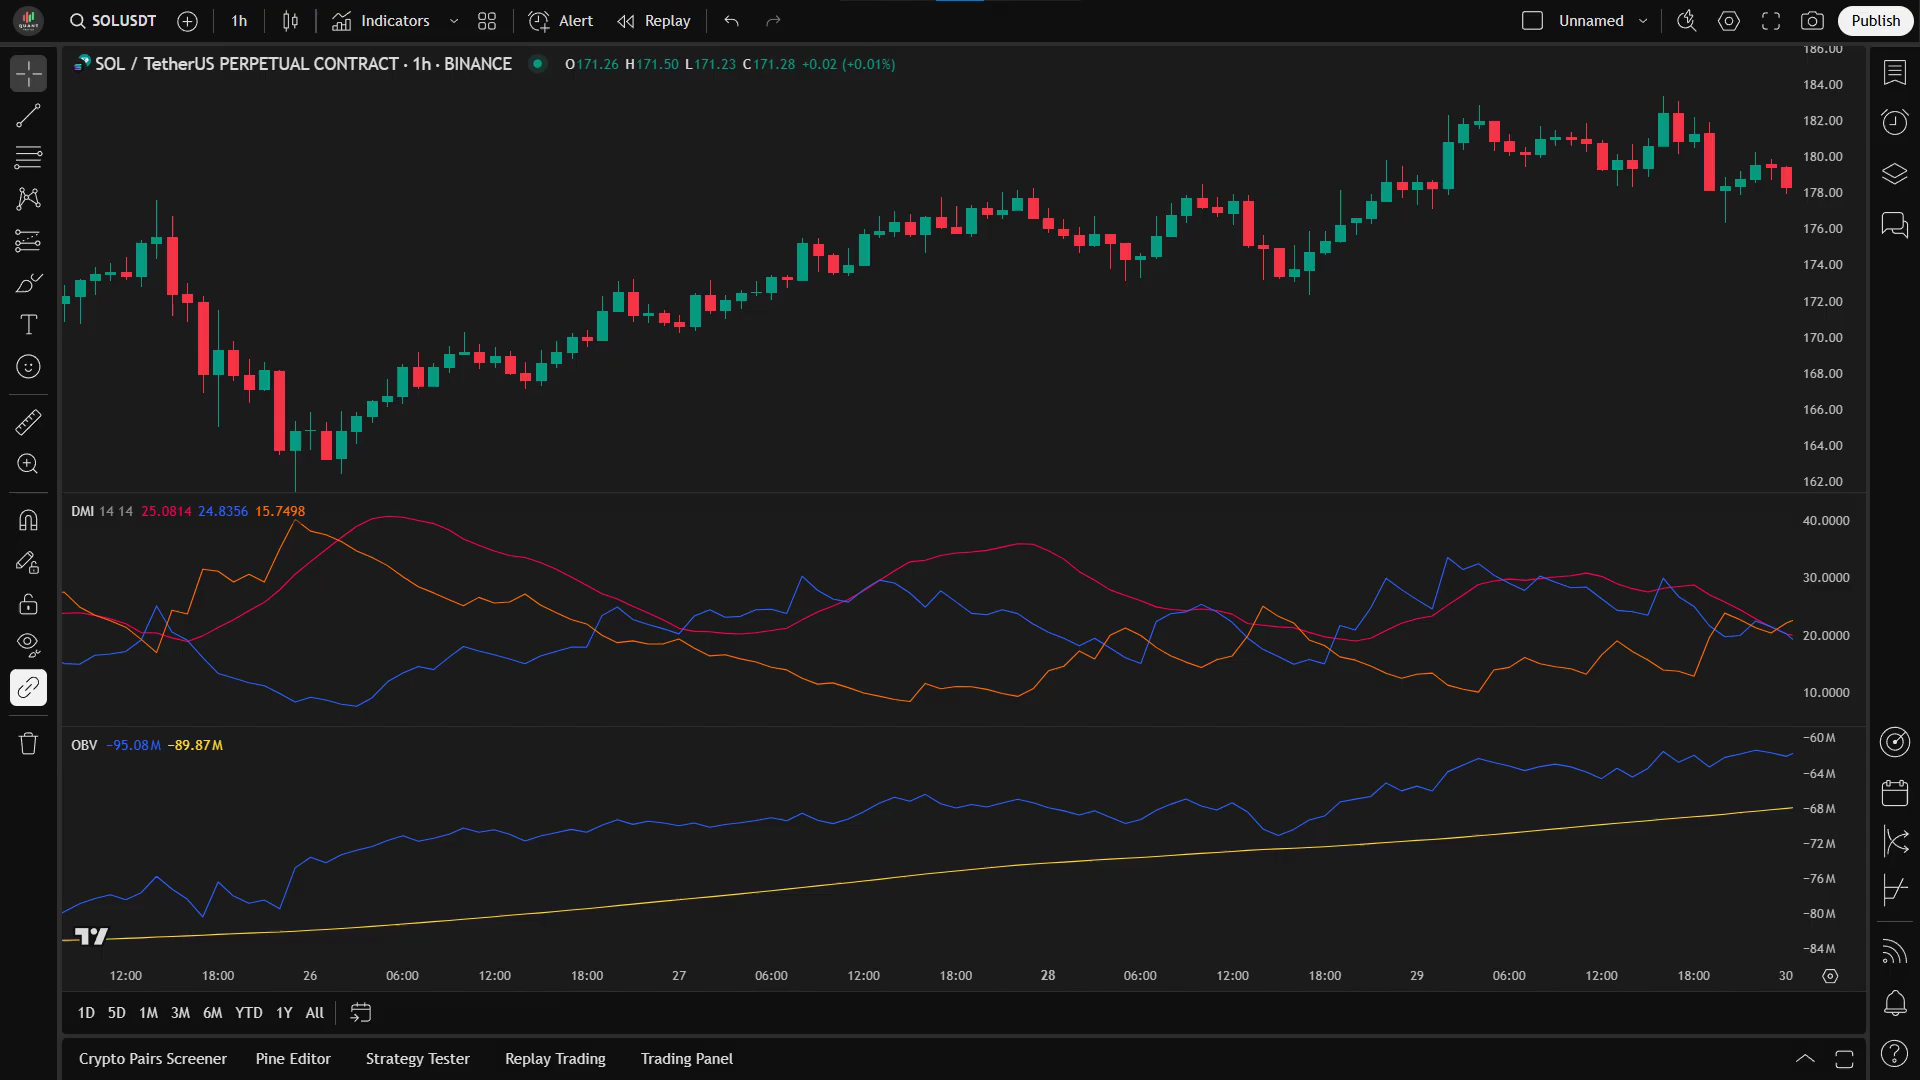 SOLUSDT 1h Indicators Alert Replay Unnamed Publish
SOL / TetherUS PERPETUAL CONTRACT · 1h · BINANCE O171.26 H171.50 L171.23 C171.28 +0.02 (+0.01%)
186.00
184.00
182.00
180.00
178.00
176.00
174.00
172.00
170.00
168.00
166.00
164.00
162.00
DMI 14 14 25.0814 24.8356 15.7498
40.0000
30.0000
20.0000
10.0000
OBV −95.08M −89.87M
−60M
−64M
−68M
−72M
−76M
−80M
−84M
12:00 18:00 26 06:00 12:00 18:00 27 06:00 12:00 18:00 28 06:00 12:00 18:00 29 06:00 12:00 18:00 30
1D 5D 1M 3M 6M YTD 1Y All
Crypto Pairs Screener Pine Editor Strategy Tester Replay Trading Trading Panel